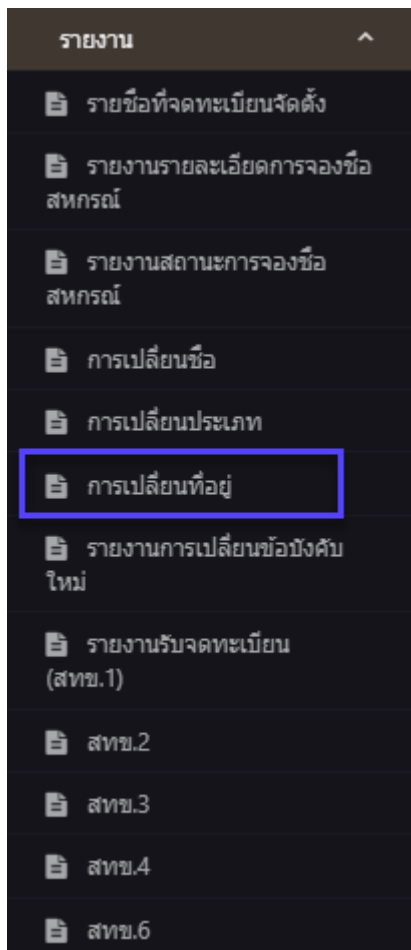 รายงาน
รายชื่อที่จดทะเบียนจัดตั้ง
รายงานรายละเอียดการจองชื่อ
สหกรณ์
รายงานสถานะการจองชื่อ
สหกรณ์
การเปลี่ยนชื่อ
การเปลี่ยนประเภท
การเปลี่ยนที่อยู่
รายงานการเปลี่ยนข้อบังคับ
ใหม่
รายงานรับจดทะเบียน
(สทข.1)
สทข.2
สทข.3
สทข.4
สทข.6